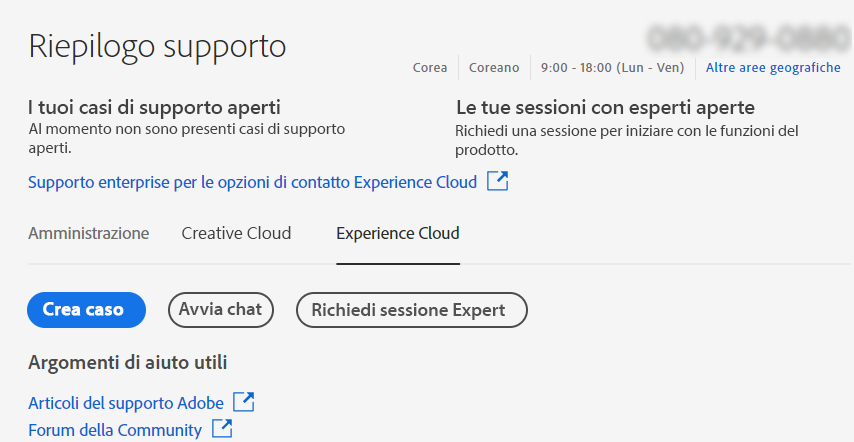 Riepilogo supporto
Corea
Coreano
9:00 - 18:00 (Lun - Ven)
Altre aree geografiche
I tuoi casi di supporto aperti
Al momento non sono presenti casi di supporto
aperti.
Le tue sessioni con esperti aperte
Richiedi una sessione per iniziare con le funzioni del
prodotto.
Supporto enterprise per le opzioni di contatto Experience Cloud
Amministrazione
Creative Cloud
Experience Cloud
Crea caso
Avvia chat
Richiedi sessione Expert
Argomenti di aiuto utili
Articoli del supporto Adobe
Forum della Community